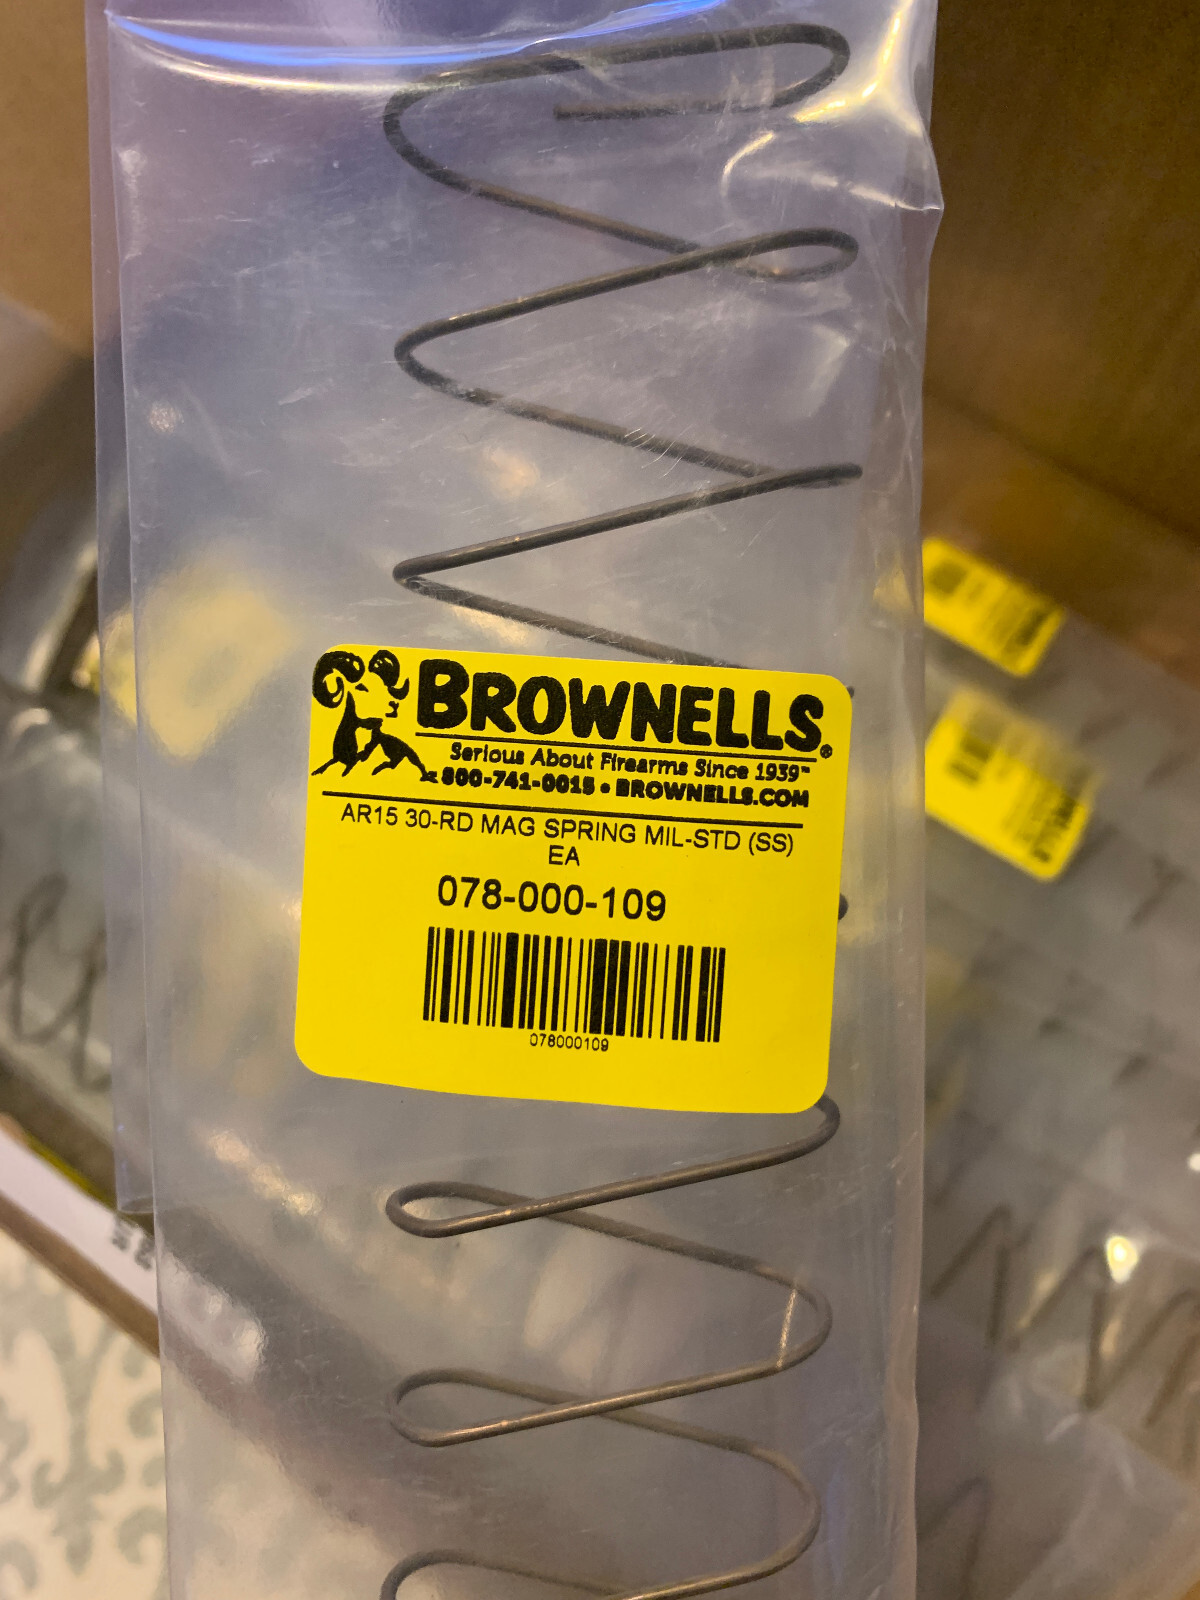 BROWNELLS®
Serious About Firearms Since 1939™
800-741-0015 • BROWNELLS.COM
AR15 30-RD MAG SPRING MIL-STD (SS)
EA
078-000-109
078000109